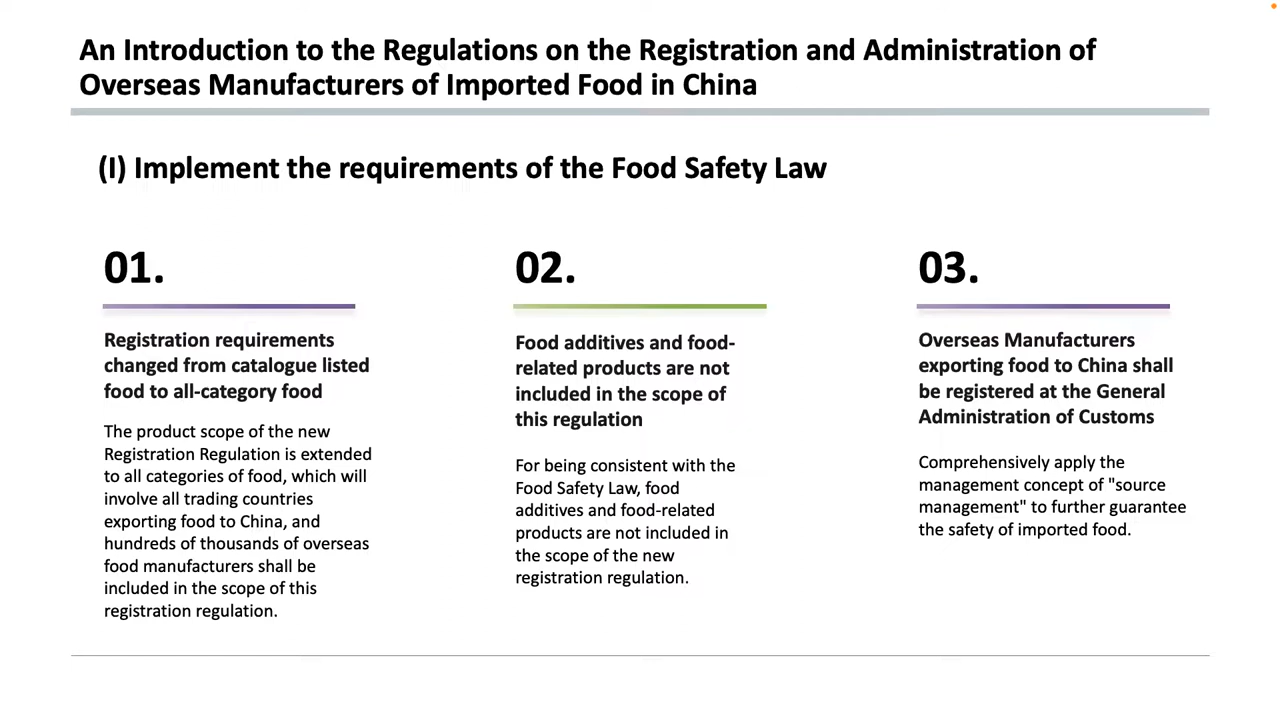 An Introduction to the Regulations on the Registration and Administration of
Overseas Manufacturers of Imported Food in China
(I) Implement the requirements of the Food Safety Law
01.
Registration requirements
changed from catalogue listed
food to all-category food
The product scope of the new
Registration Regulation is extended
to all categories of food, which will
involve all trading countries
exporting food to China, and
hundreds of thousands of overseas
food manufacturers shall be
included in the scope of this
registration regulation.
02.
Food additives and food-
related products are not
included in the scope of
this regulation
For being consistent with the
Food Safety Law, food
additives and food-related
products are not included in
the scope of the new
registration regulation.
03.
Overseas Manufacturers
exporting food to China shall
be registered at the General
Administration of Customs
Comprehensively apply the
management concept of "source
management" to further guarantee
the safety of imported food.